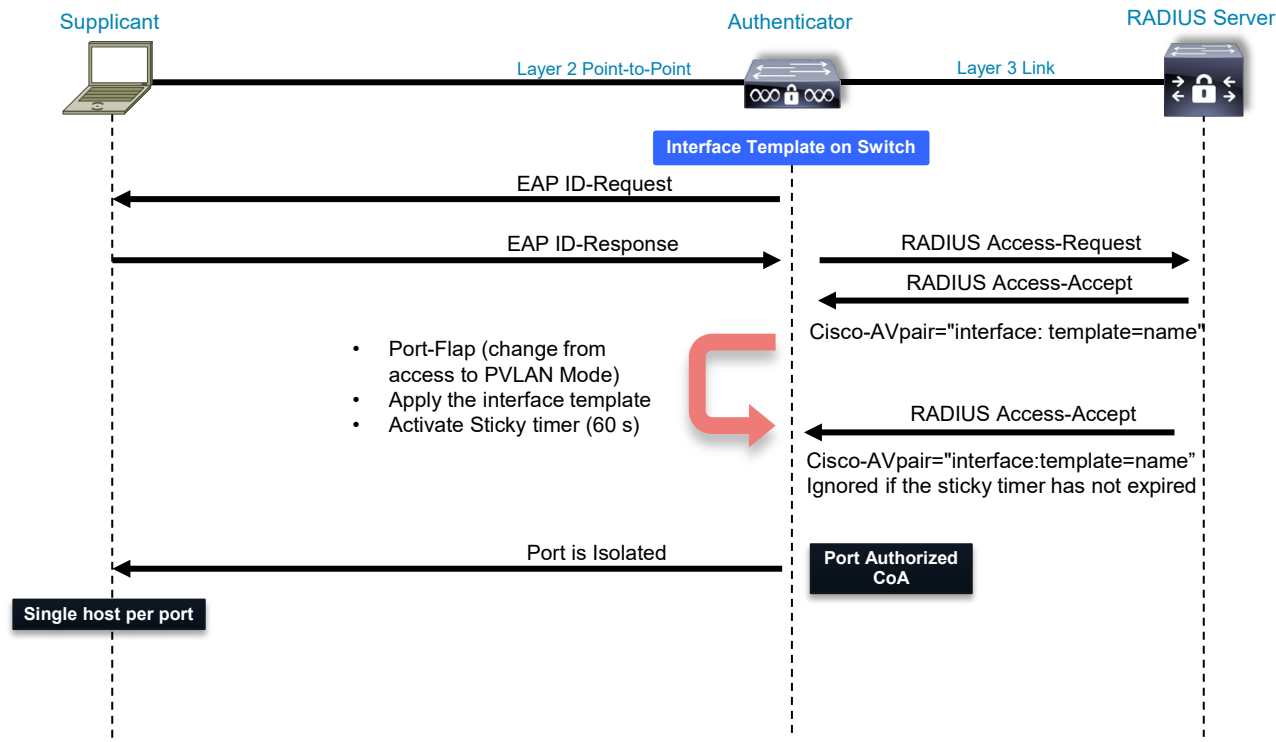 Supplicant
Authenticator
RADIUS Server
Layer 2 Point-to-Point
Layer 3 Link
Interface Template on Switch
EAP ID-Request
EAP ID-Response
RADIUS Access-Request
RADIUS Access-Accept
Cisco-AVpair="interface: template=name"
• Port-Flap (change from
access to PVLAN Mode)
• Apply the interface template
• Activate Sticky timer (60 s)
RADIUS Access-Accept
Cisco-AVpair="interface:template=name”
Ignored if the sticky timer has not expired
Port is Isolated
Port Authorized
CoA
Single host per port